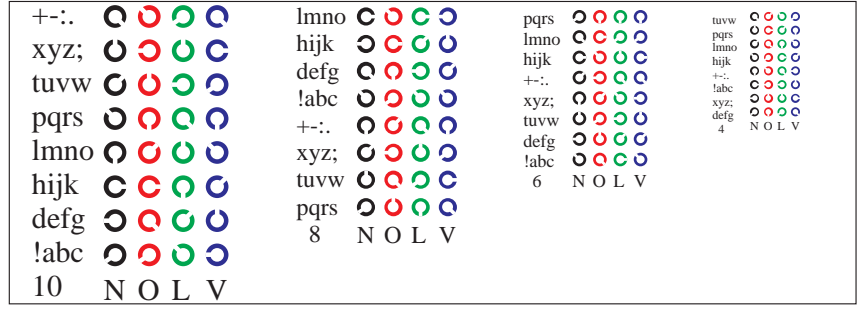 +-:.
xyz;
tuvw
pqrs
lmno
hijk
defg
!abc
10 N O L V
lmno
hijk
defg
!abc
+-:.
xyz;
tuvw
pqrs
8 N O L V
pqrs
lmno
hijk
+-:.
xyz;
tuvw
defg
!abc
6 N O L V
tuvw
pqrs
lmno
hijk
+-:.
!abc
xyz;
defg
4 N O L V